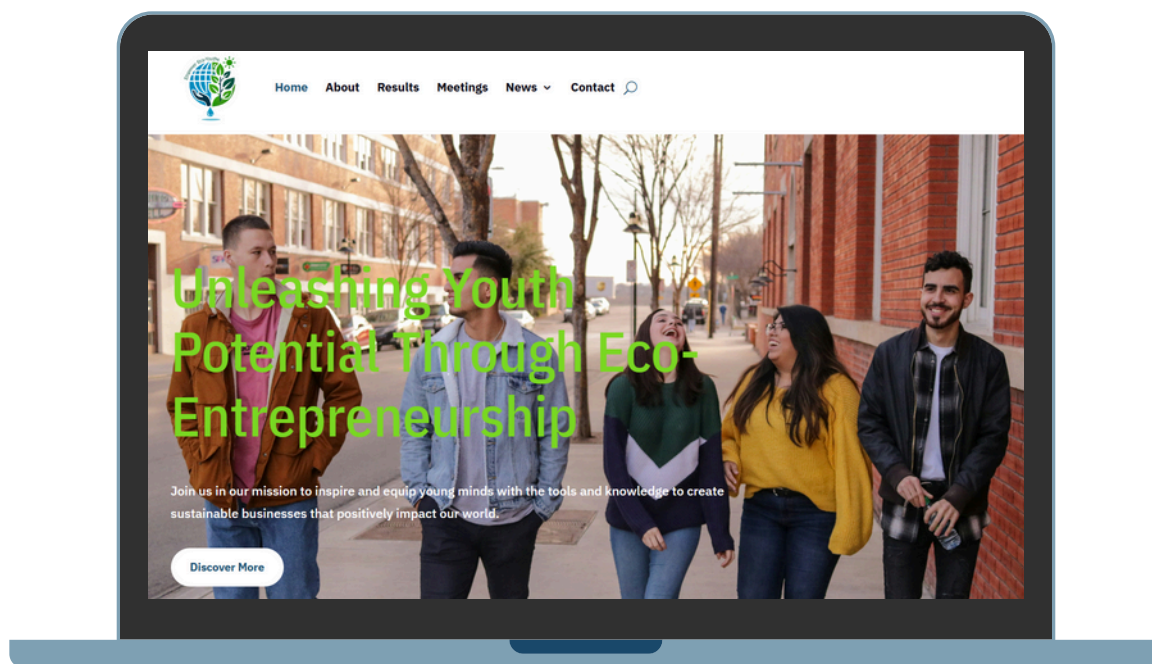 Home About Results Meetings News Contact
Unleashing Youth
Potential Through Eco-
Entrepreneurship
Join us in our mission to inspire and equip young minds with the tools and knowledge to create
sustainable businesses that positively impact our world.
Discover More